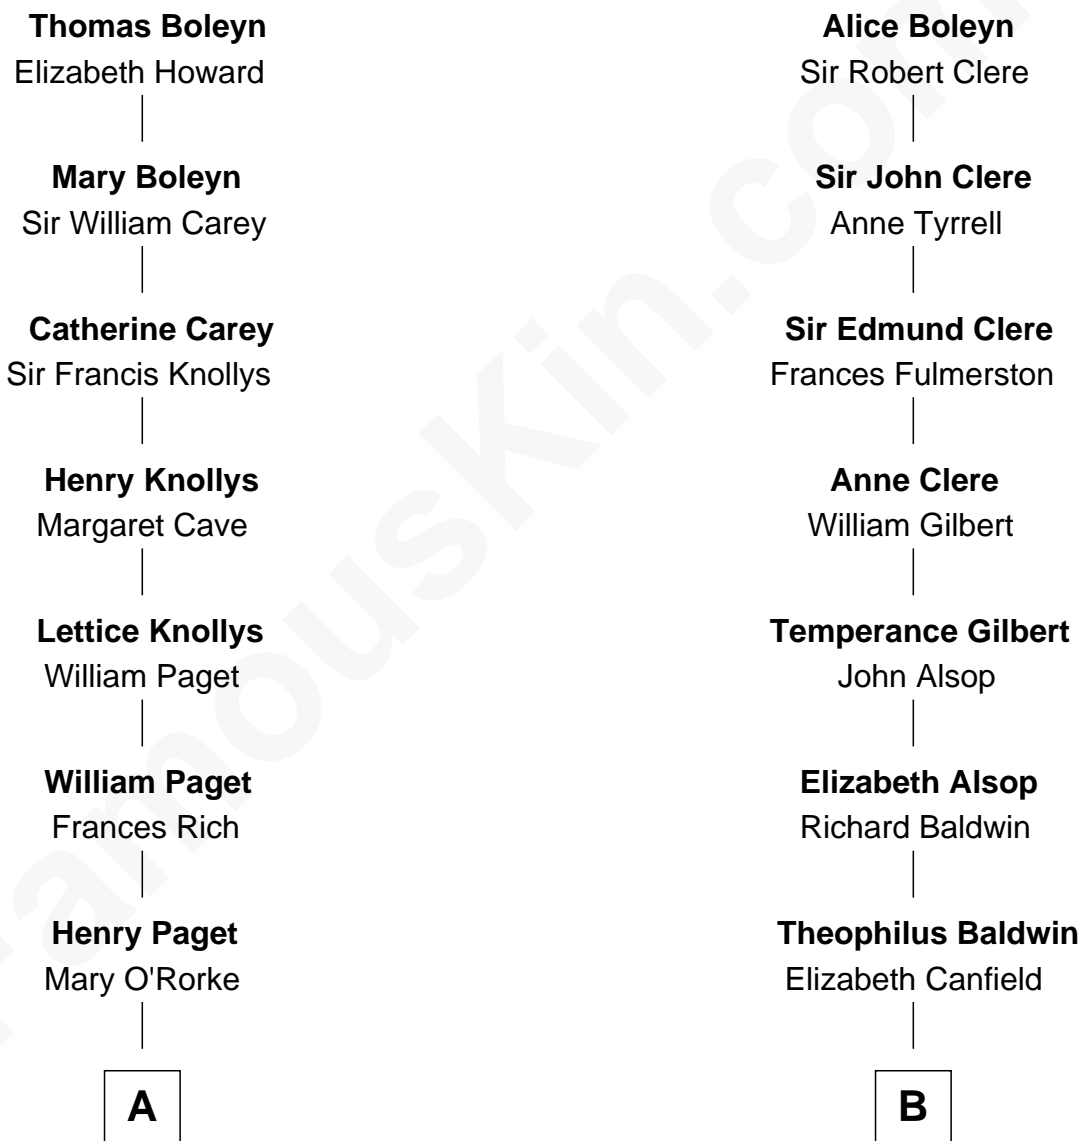 Thomas Boleyn
Elizabeth Howard
Mary Boleyn
Sir William Carey
Catherine Carey
Sir Francis Knollys
Henry Knollys
Margaret Cave
Lettice Knollys
William Paget
William Paget
Frances Rich
Henry Paget
Mary O'Rorke
A
Alice Boleyn
Sir Robert Clere
Sir John Clere
Anne Tyrrell
Sir Edmund Clere
Frances Fulmerston
Anne Clere
William Gilbert
Temperance Gilbert
John Alsop
Elizabeth Alsop
Richard Baldwin
Theophilus Baldwin
Elizabeth Canfield
B
FamousKin.com